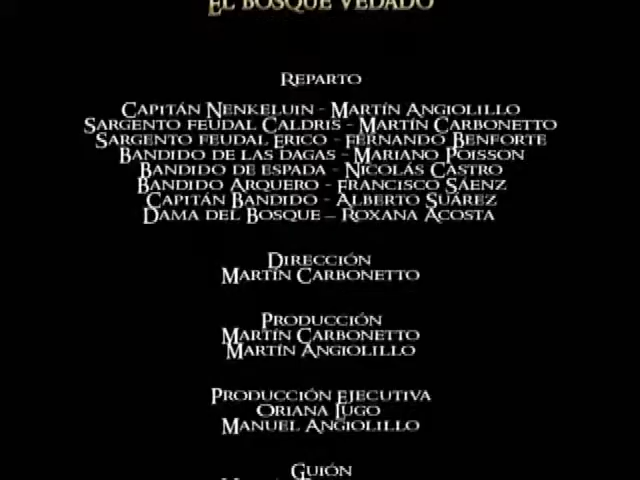 El bosque vedado
Reparto
Capitán Nenkeluin - Martín Angiolillo
Sargento feudal Caldris - Martín Carbonetto
Sargento feudal Erico - Fernando Benforte
Bandido de las dagas - Mariano Poisson
Bandido de espada - Nicolás Castro
Bandido Arquero - Francisco Sáenz
Capitán Bandido - Alberto Suárez
Dama del Bosque – Roxana Acosta
Dirección
Martín Carbonetto
Producción
Martín Carbonetto
Martín Angiolillo
Producción Ejecutiva
Oriana Lugo
Manuel Angiolillo
Guión